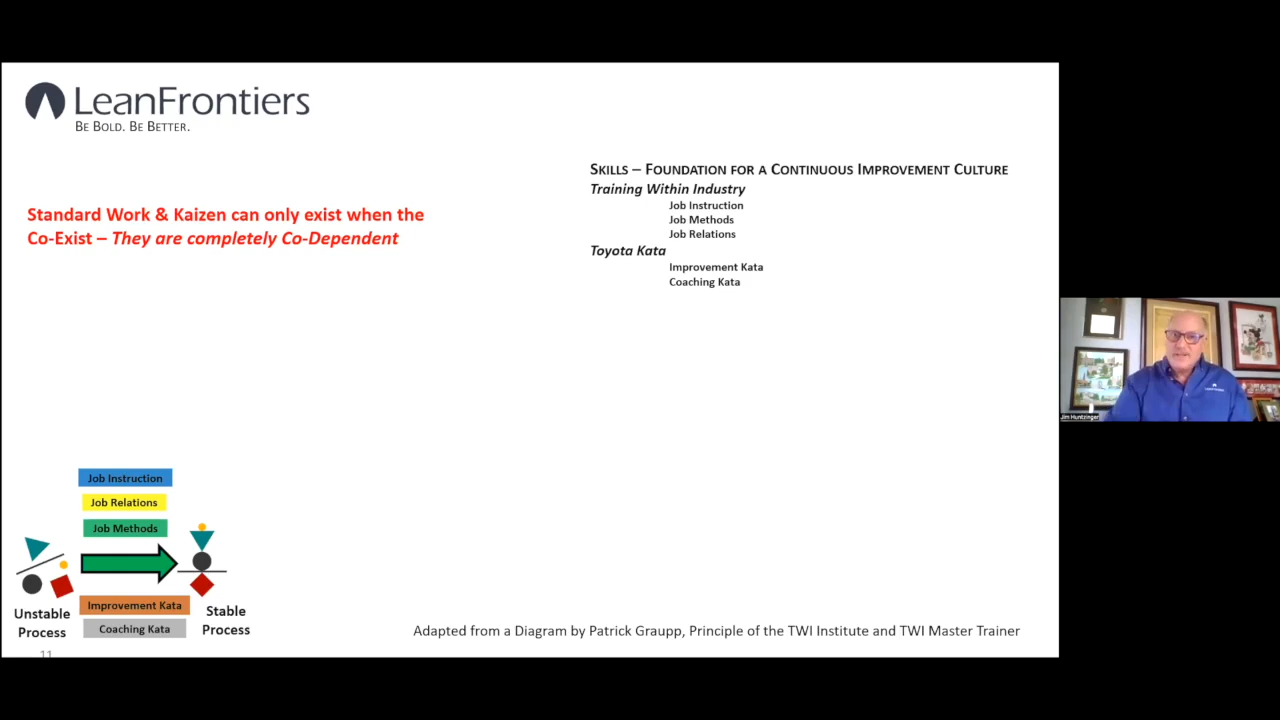 LeanFrontiers
BE BOLD. BE BETTER.
SKILLS – FOUNDATION FOR A CONTINUOUS IMPROVEMENT CULTURE
Training Within Industry
Job Instruction
Job Methods
Job Relations
Toyota Kata
Improvement Kata
Coaching Kata
Standard Work & Kaizen can only exist when the
Co-Exist – They are completely Co-Dependent
Jim Huntzinger
Job Instruction
Job Relations
Job Methods
Improvement Kata
Coaching Kata
Unstable
Process
Stable
Process
Adapted from a Diagram by Patrick Graupp, Principle of the TWI Institute and TWI Master Trainer
11